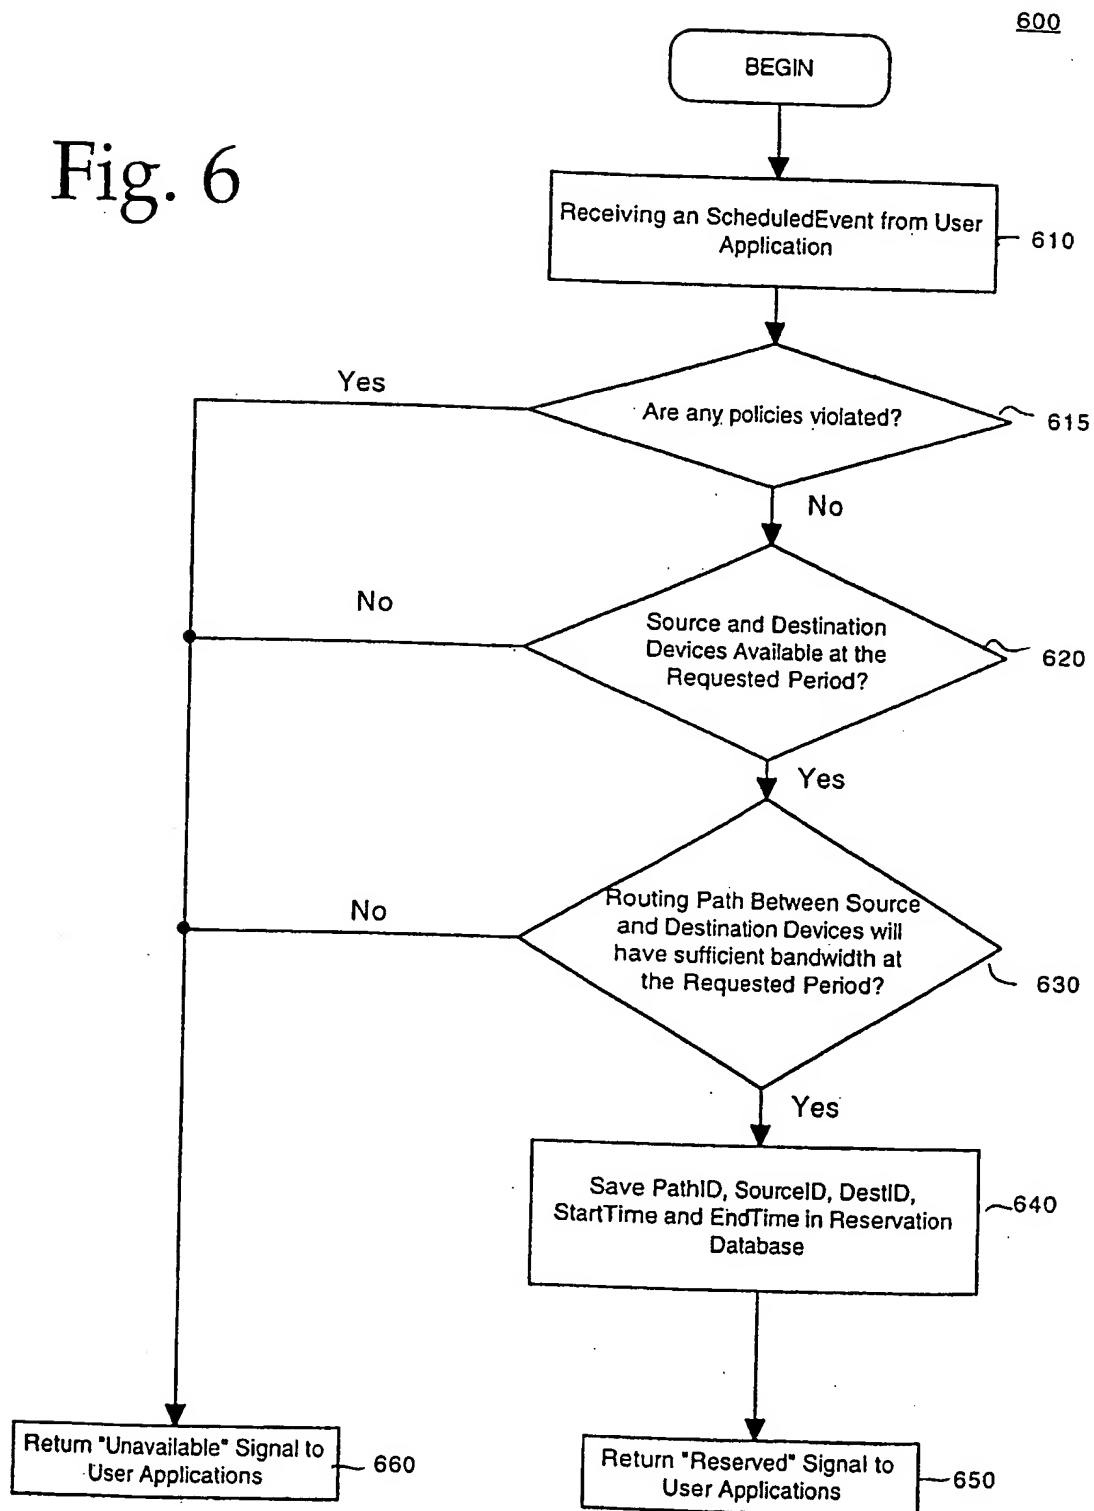 600
BEGIN
Fig. 6
Receiving an ScheduledEvent from User
Application
610
Yes
Are any policies violated?
615
No
No
Source and Destination
Devices Available at the
Requested Period?
620
Yes
No
Routing Path Between Source
and Destination Devices will
have sufficient bandwidth at
the Requested Period?
630
Yes
Save PathID, SourceID, DestID,
StartTime and EndTime in Reservation
Database
640
Return "Unavailable" Signal to
User Applications
660
Return "Reserved" Signal to
User Applications
650